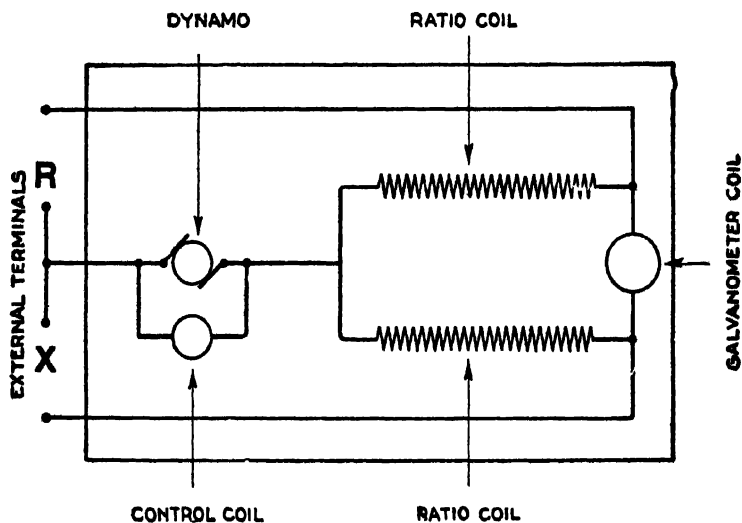 DYNAMO
RATIO COIL
EXTERNAL TERMINALS
R
X
GALVANOMETER COIL
CONTROL COIL
RATIO COIL